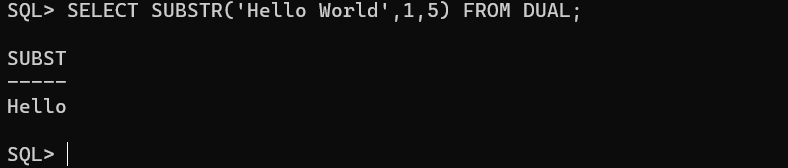 SQL> SELECT SUBSTR('Hello World',1,5) FROM DUAL;
SUBST
-----
Hello
SQL>